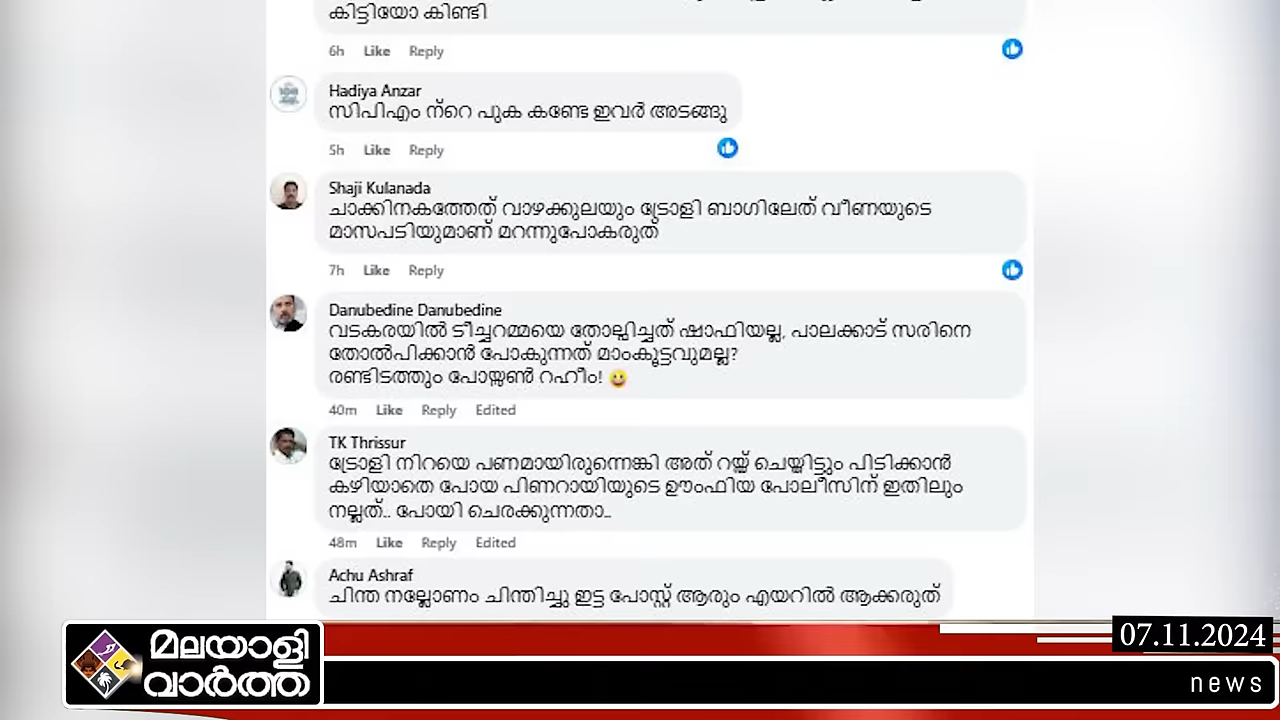 കിട്ടിയോ കിണ്ടി
6h Like Reply
Hadiya Anzar
സിപിഎം ന്റെ പുക കണ്ടേ ഇവർ അടങ്ങു
5h Like Reply
Shaji Kulanada
ചാക്കിനകത്തേത് വാഴക്കുലയും ട്രോളി ബാഗിലേത് വീണയുടെ
മാസപടിയുമാണ് മറന്നുപോകരുത്
7h Like Reply
Danubedine Danubedine
വടകരയിൽ ടീച്ചറമ്മയെ തോല്പിച്ചത് ഷാഫിയല്ല, പാലക്കാട് സരിനെ
തോൽപിക്കാൻ പോകുന്നത് മാംകൂട്ടവുമല്ല?
രണ്ടിടത്തും പോയ്സൺ റഹീം! 😀
40m Like Reply Edited
TK Thrissur
ട്രോളി നിറയെ പണമായിരുന്നെങ്കി അത് റയ്ഡ് ചെയ്തിട്ടും പിടിക്കാൻ
കഴിയാതെ പോയ പിണറായിയുടെ ഊംഫിയ പോലീസിന് ഇതിലും
നല്ലത്.. പോയി ചെരക്കുന്നതാ..
48m Like Reply Edited
Achu Ashraf
ചിന്ത നല്ലോണം ചിന്തിച്ചു ഇട്ട പോസ്റ്റ് ആരും എയറിൽ ആക്കരുത്
07.11.2024
മലയാളി
വാർത്ത
news